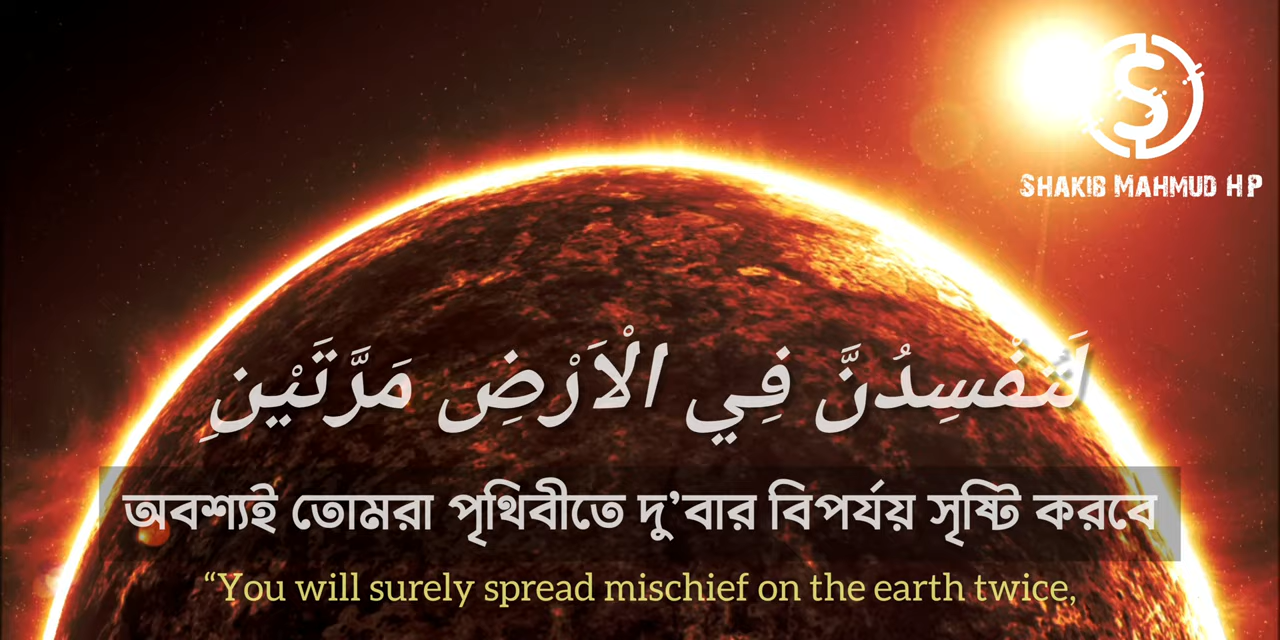 SHAKIB MAHMUD HP
لَتُفْسِدُنَّ فِي الْاَرْضِ مَرَّتَيْنِ
অবশ্যই তোমরা পৃথিবীতে দু’বার বিপর্যয় সৃষ্টি করবে
“You will surely spread mischief on the earth twice,